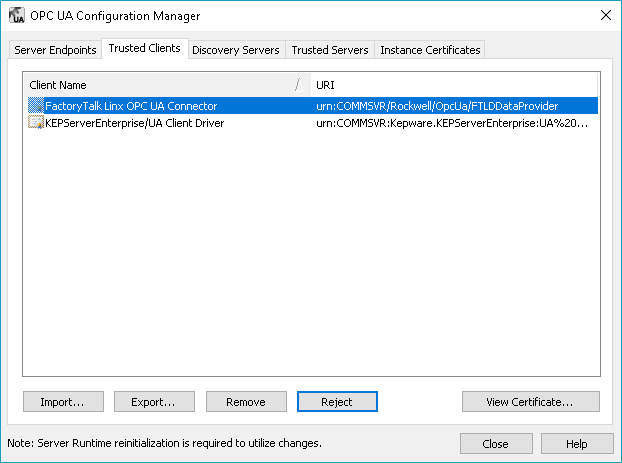 UA OPC UA Configuration Manager
Server Endpoints Trusted Clients Discovery Servers Trusted Servers Instance Certificates
Client Name / URI
FactoryTalk Linx OPC UA Connector urn:COMMSVR/Rockwell/OpcUa/FTLDDataProvider
KEPServerEnterprise/UA Client Driver urn:COMMSVR:Kepware.KEPServerEnterprise:UA%20...
Import... Export... Remove Reject View Certificate...
Note: Server Runtime reinitialization is required to utilize changes. Close Help